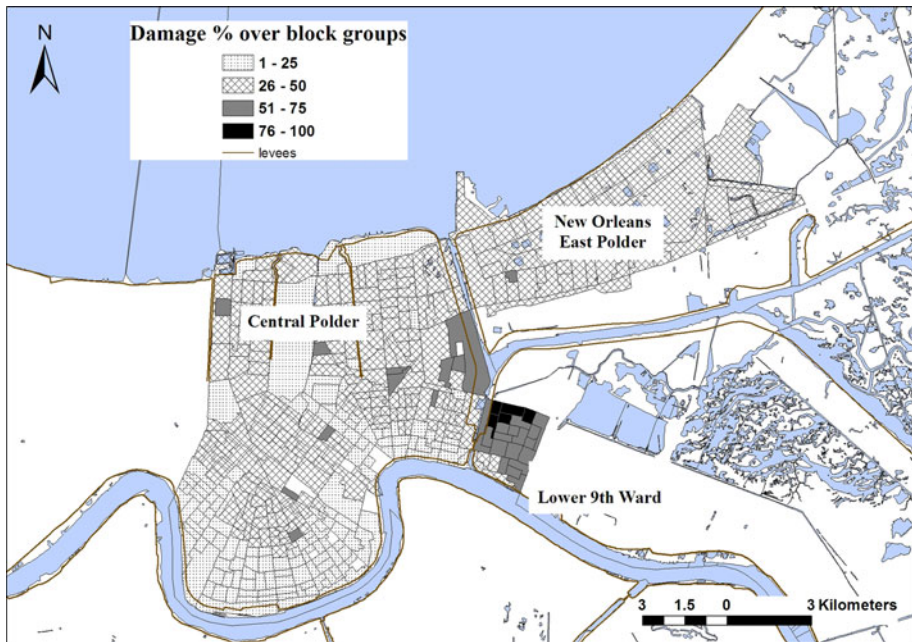 N
Damage % over block groups
1 - 25
26 - 50
51 - 75
76 - 100
levees
New Orleans
East Polder
Central Polder
Lower 9th Ward
3 1.5 0 3 Kilometers